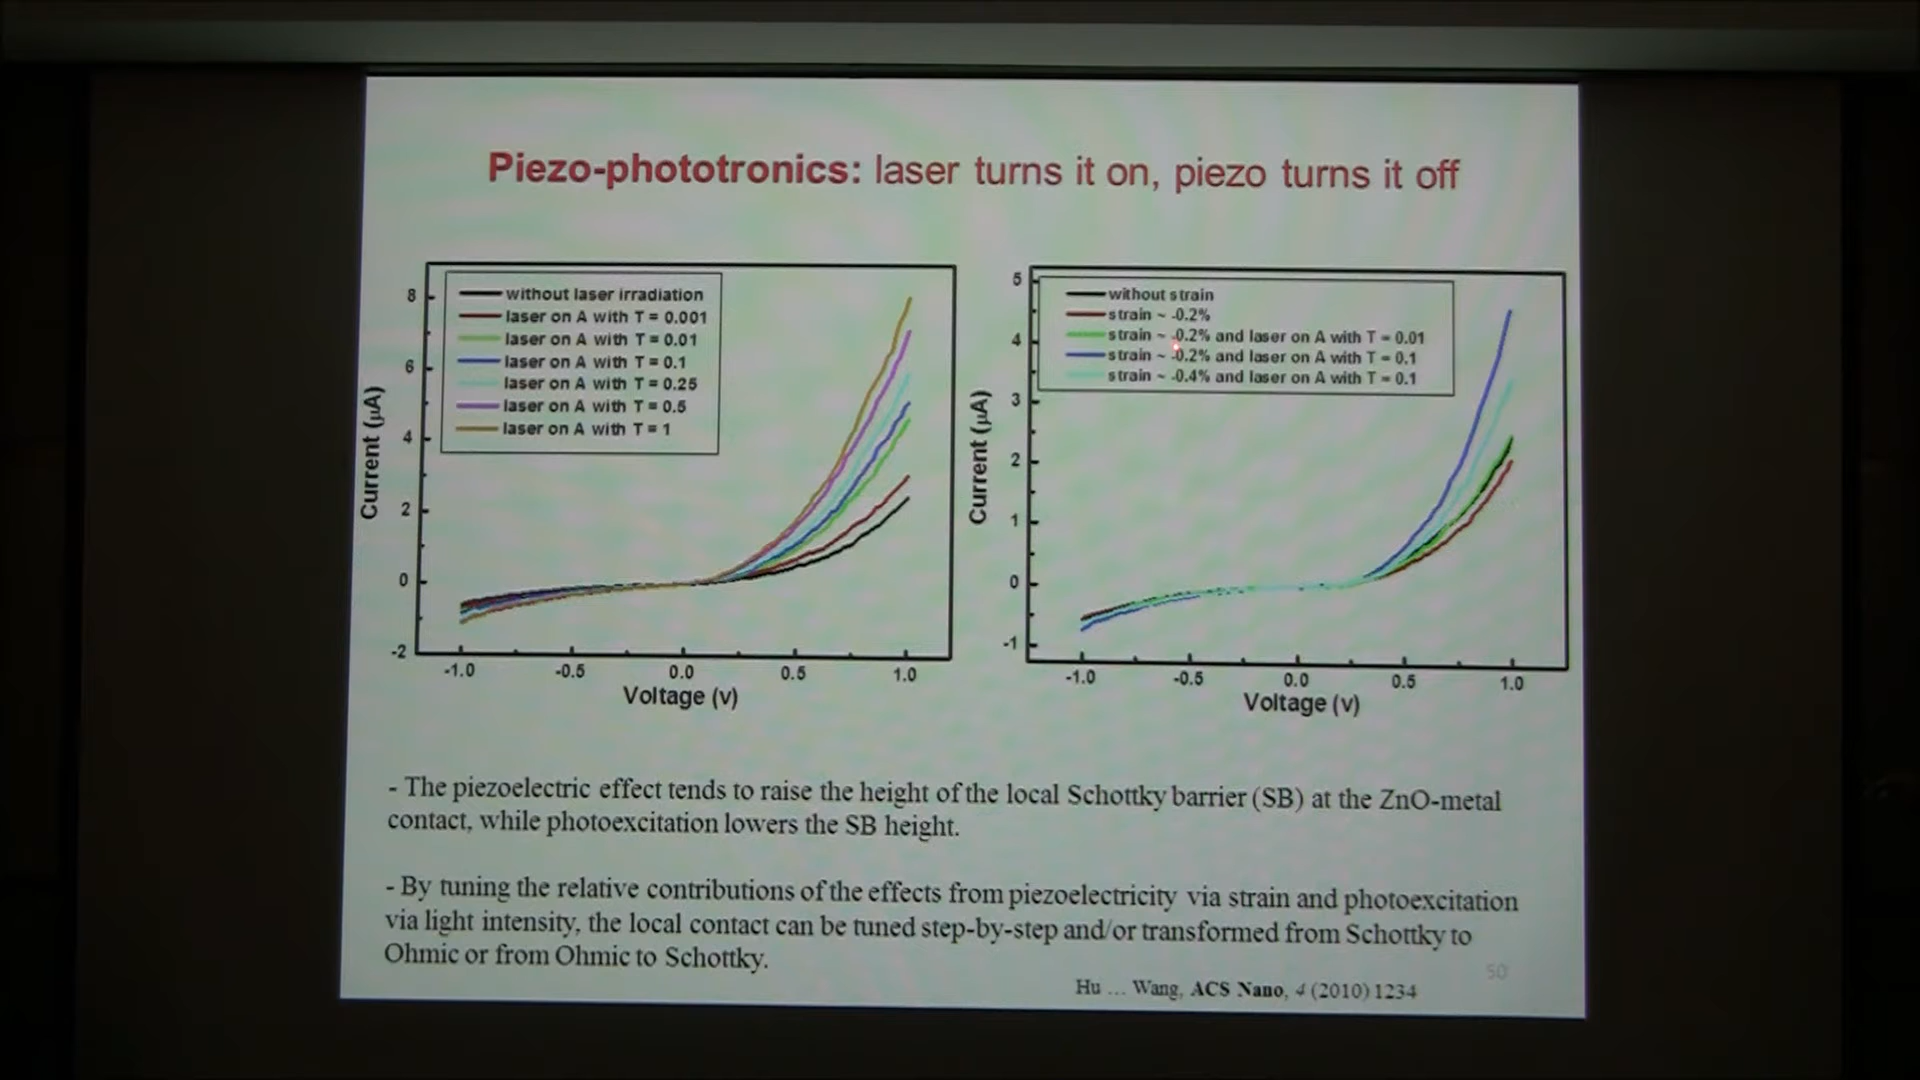 Piezo-phototronics: laser turns it on, piezo turns it off
without laser irradiation
laser on A with T = 0.001
laser on A with T = 0.01
laser on A with T = 0.1
laser on A with T = 0.25
laser on A with T = 0.5
laser on A with T = 1
8
6
4
2
0
-2
Current (μA)
-1.0
-0.5
0.0
0.5
1.0
Voltage (v)
without strain
strain ~ -0.2%
strain ~ -0.2% and laser on A with T = 0.01
strain ~ -0.2% and laser on A with T = 0.1
strain ~ -0.4% and laser on A with T = 0.1
5
4
3
2
1
0
-1
Current (μA)
-1.0
-0.5
0.0
0.5
1.0
Voltage (v)
- The piezoelectric effect tends to raise the height of the local Schottky barrier (SB) at the ZnO-metal
contact, while photoexcitation lowers the SB height.
- By tuning the relative contributions of the effects from piezoelectricity via strain and photoexcitation
via light intensity, the local contact can be tuned step-by-step and/or transformed from Schottky to
Ohmic or from Ohmic to Schottky.
50
Hu ... Wang, ACS Nano, 4 (2010) 1234